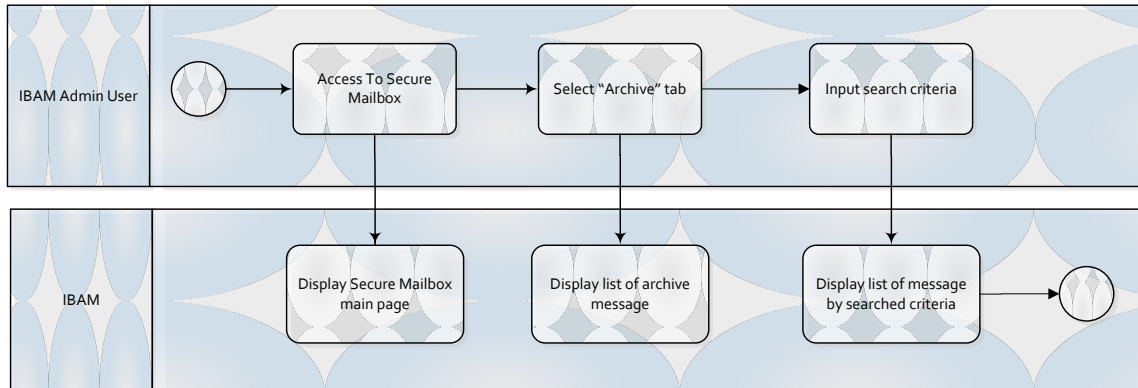 IBAM Admin User
Access To Secure
Mailbox
Select “Archive” tab
Input search criteria
IBAM
Display Secure Mailbox
main page
Display list of archive
message
Display list of message
by searched criteria